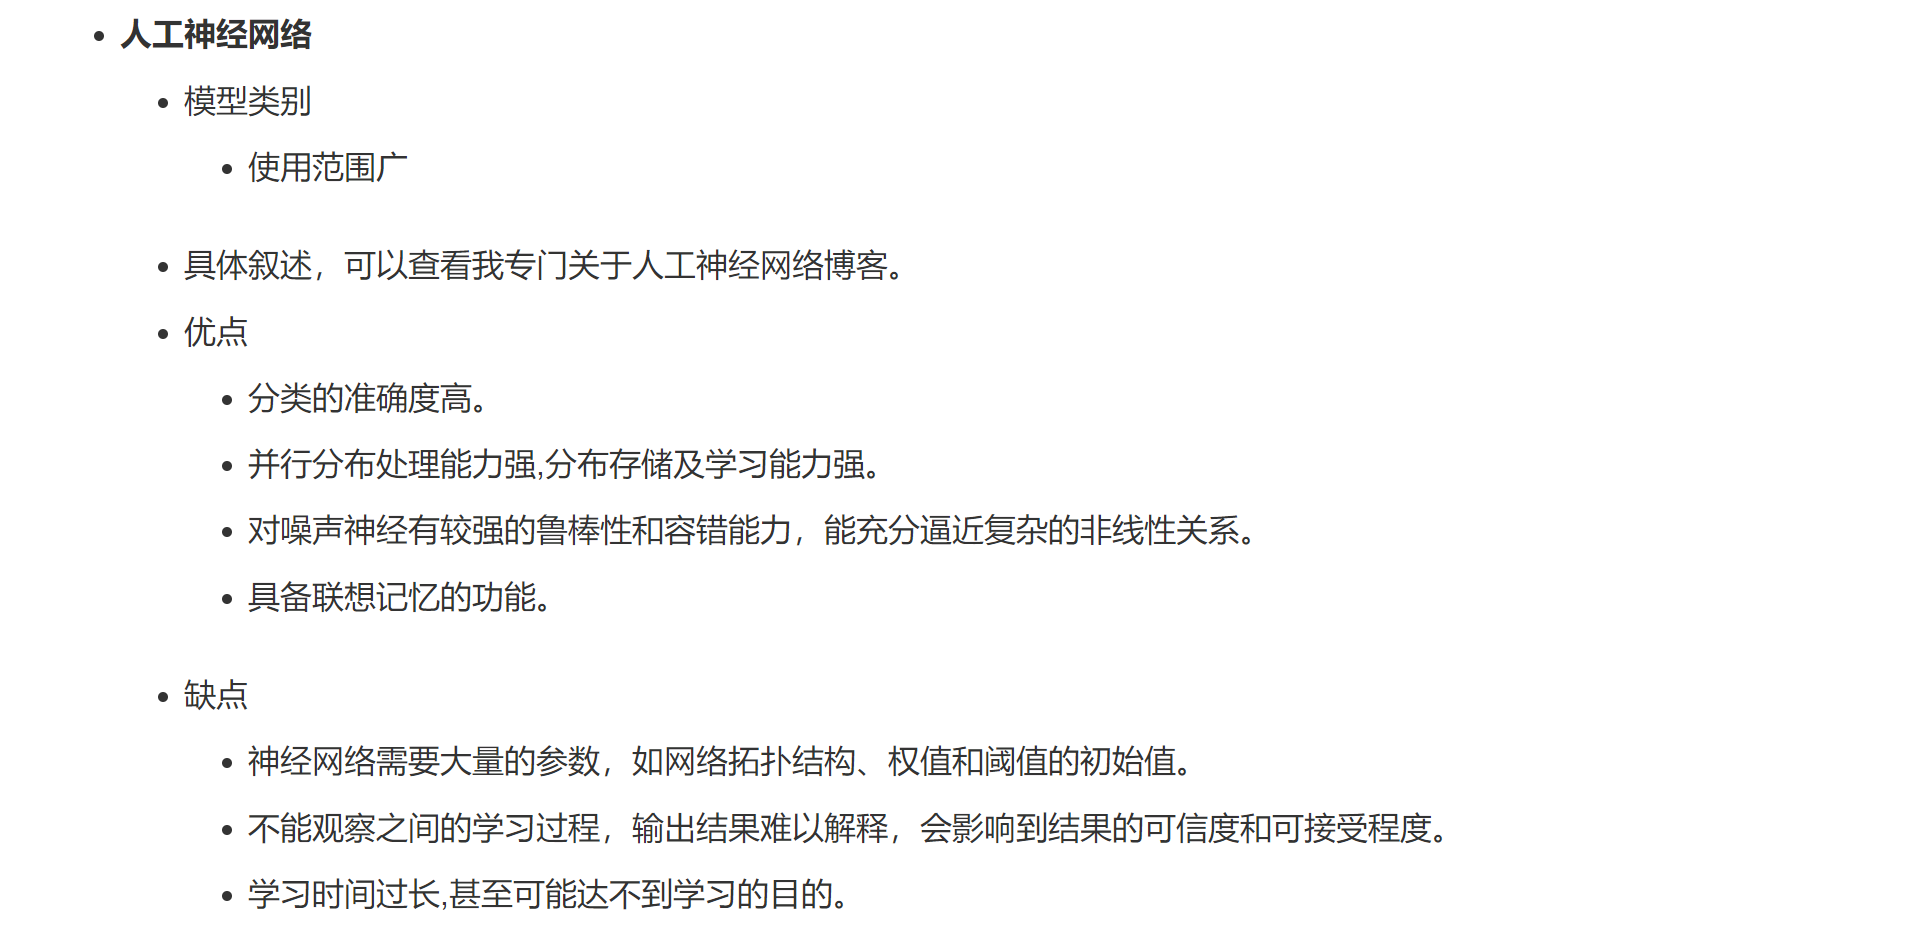 人工神经网络
模型类别
使用范围广
具体叙述，可以查看我专门关于人工神经网络博客。
优点
分类的准确度高。
并行分布处理能力强,分布存储及学习能力强。
对噪声神经有较强的鲁棒性和容错能力，能充分逼近复杂的非线性关系。
具备联想记忆的功能。
缺点
神经网络需要大量的参数，如网络拓扑结构、权值和阈值的初始值。
不能观察之间的学习过程，输出结果难以解释，会影响到结果的可信度和可接受程度。
学习时间过长,甚至可能达不到学习的目的。